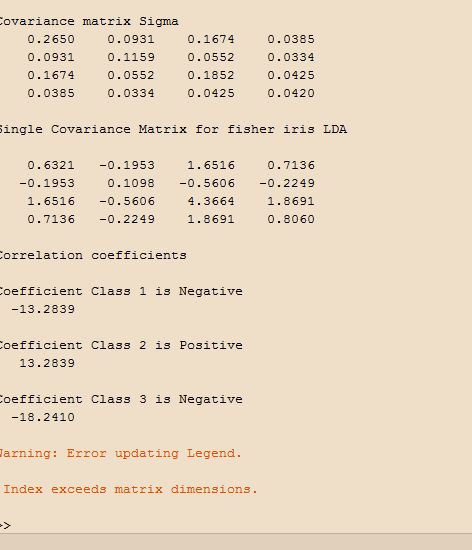 Covariance matrix Sigma
0.2650 0.0931 0.1674 0.0385
0.0931 0.1159 0.0552 0.0334
0.1674 0.0552 0.1852 0.0425
0.0385 0.0334 0.0425 0.0420
Single Covariance Matrix for fisher iris LDA
0.6321 -0.1953 1.6516 0.7136
-0.1953 0.1098 -0.5606 -0.2249
1.6516 -0.5606 4.3664 1.8691
0.7136 -0.2249 1.8691 0.8060
Correlation coefficients
Coefficient Class 1 is Negative
-13.2839
Coefficient Class 2 is Positive
13.2839
Coefficient Class 3 is Negative
-18.2410
Warning: Error updating Legend.
Index exceeds matrix dimensions.
>>